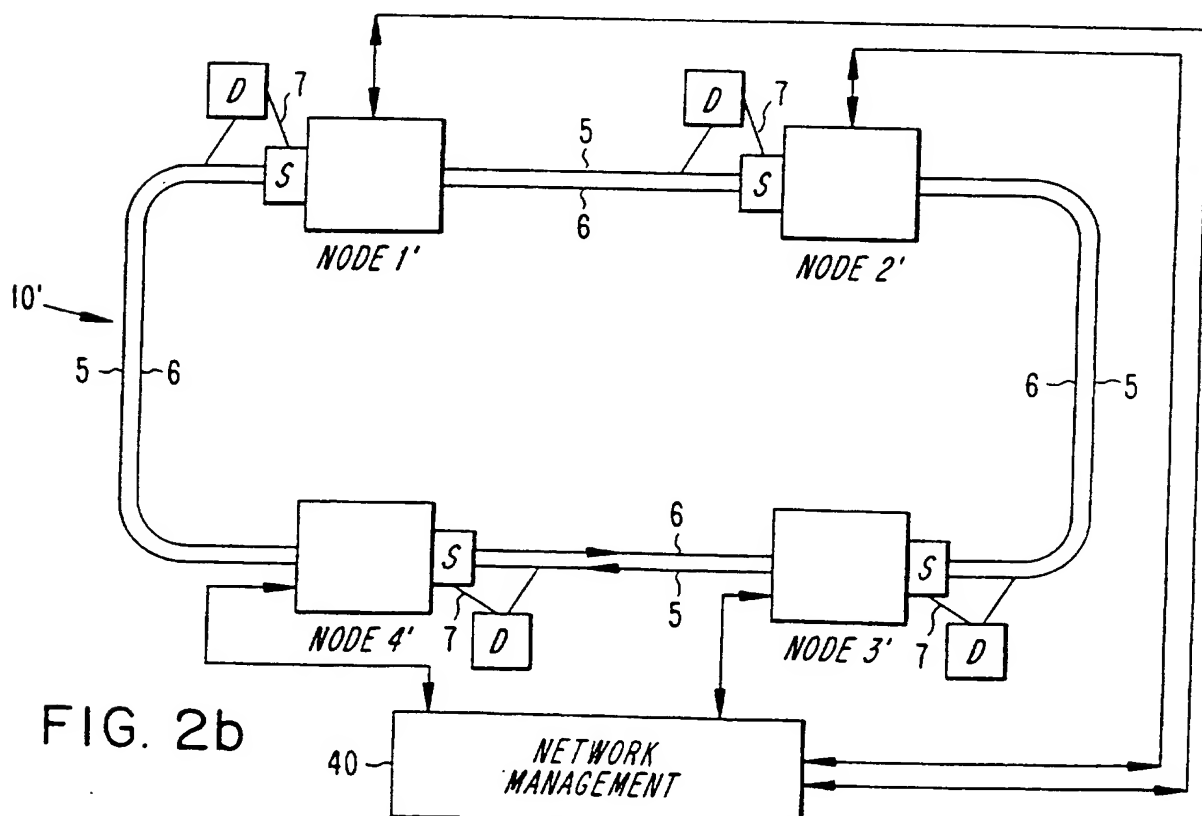 D
7
D
7
S
S
5
6
NODE 1'
NODE 2'
10'
5
6
6
5
S
6
5
S
NODE 4'
7
D
NODE 3'
7
D
FIG. 2b
40
NETWORK
MANAGEMENT